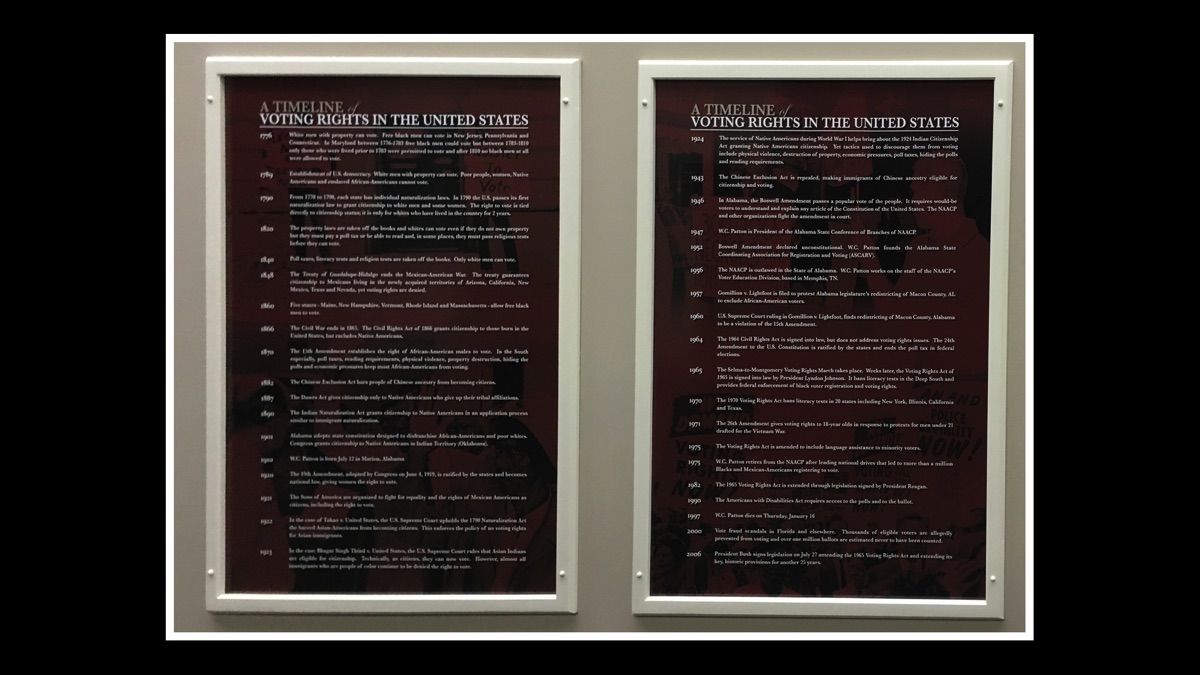 A TIMELINE of
VOTING RIGHTS IN THE UNITED STATES
1776 White men with property can vote. Free black men can vote in New Jersey, Pennsylvania and
Connecticut. In Maryland between 1776-1783 free black men could vote but between 1783-1810
only those who were freed prior to 1783 were permitted to vote and after 1810 no black men at all
were allowed to vote.
1789 Establishment of U.S. democracy. White men with property can vote. Poor people, women, Native
Americans and enslaved African-Americans cannot vote.
1790 From 1770 to 1790, each state has individual naturalization laws. In 1790 the U.S. passes its first
naturalization law to grant citizenship to white men and some women. The right to vote is tied
directly to citizenship status; it is only for whites who have lived in the country for 2 years.
1820 The property laws are taken off the books and whites can vote even if they do not own property
but they must pay a poll tax or be able to read and, in some places, they must pass religious tests
before they can vote.
1840 Poll taxes, literacy tests and religion tests are taken off the books. Only white men can vote.
1848 The Treaty of Guadalupe-Hidalgo ends the Mexican-American War. The treaty guarantees
citizenship to Mexicans living in the newly acquired territories of Arizona, California, New
Mexico, Texas and Nevada, yet voting rights are denied.
1860 Five states - Maine, New Hampshire, Vermont, Rhode Island and Massachusetts - allow free black
men to vote.
1866 The Civil War ends in 1865. The Civil Rights Act of 1866 grants citizenship to those born in the
United States, but excludes Native Americans.
1870 The 15th Amendment establishes the right of African-American males to vote. In the South
especially, poll taxes, reading requirements, physical violence, property destruction, hiding the
polls and economic pressures keep most African-Americans from voting.
1882 The Chinese Exclusion Act bars people of Chinese ancestry from becoming citizens.
1887 The Dawes Act gives citizenship only to Native Americans who give up their tribal affiliations.
1890 The Indian Naturalization Act grants citizenship to Native Americans in an application process
similar to immigrant naturalization.
1901 Alabama adopts state constitution designed to disfranchise African-Americans and poor whites.
Congress grants citizenship to Native Americans in Indian Territory (Oklahoma).
W.C. Patton is born July 12 in Marion, Alabama
1920 The 19th Amendment, adopted by Congress on June 4, 1919, is ratified by the states and becomes
national law, giving women the right to vote.
1921 The Sons of America are organized to fight for equality and the rights of Mexican Americans as
citizens, including the right to vote.
1922 In the case of Takao v. United States, the U.S. Supreme Court upholds the 1790 Naturalization Act
the barred Asian-Americans from becoming citizens. This enforces the policy of no voting rights
for Asian immigrants.
1923 In the case Bhagat Singh Thind v. United States, the U.S. Supreme Court rules that Asian Indians
are eligible for citizenship. Technically, as citizens, they can now vote. However, almost all
immigrants who are people of color continue to be denied the right to vote.
A TIMELINE of
VOTING RIGHTS IN THE UNITED STATES
1924 The service of Native Americans during World War I helps bring about the 1924 Indian Citizenship
Act granting Native Americans citizenship. Yet tactics used to discourage them from voting
include physical violence, destruction of property, economic pressures, poll taxes, hiding the polls
and reading requirements.
1943 The Chinese Exclusion Act is repealed, making immigrants of Chinese ancestry eligible for
citizenship and voting.
1946 In Alabama, the Boswell Amendment passes a popular vote of the people. It requires would-be
voters to understand and explain any article of the Constitution of the United States. The NAACP
and other organizations fight the amendment in court.
1947 W.C. Patton is President of the Alabama State Conference of Branches of NAACP.
1952 Boswell Amendment declared unconstitutional. W.C. Patton founds the Alabama State
Coordinating Association for Registration and Voting (ASCARV).
1956 The NAACP is outlawed in the State of Alabama. W.C. Patton works on the staff of the NAACP's
Voter Education Division, based in Memphis, TN.
1957 Gomillion v. Lightfoot is filed to protest Alabama legislature's redistricting of Macon County, AL
to exclude African-American voters.
1960 U.S. Supreme Court ruling in Gomillion v. Lightfoot, finds redistricting of Macon County, Alabama
to be a violation of the 15th Amendment.
1964 The 1964 Civil Rights Act is signed into law, but does not address voting rights issues. The 24th
Amendment to the U.S. Constitution is ratified by the states and ends the poll tax in federal
elections.
1965 The Selma-to-Montgomery Voting Rights March takes place. Weeks later, the Voting Rights Act of
1965 is signed into law by President Lyndon Johnson. It bans literacy tests in the Deep South and
provides federal enforcement of black voter registration and voting rights.
1970 The 1970 Voting Rights Act bans literacy tests in 20 states including New York, Illinois, California
and Texas.
1971 The 26th Amendment gives voting rights to 18-year olds in response to protests for men under 21
drafted for the Vietnam War.
1975 The Voting Rights Act is amended to include language assistance to minority voters.
1975 W.C. Patton retires from the NAACP after leading national drives that led to more than a million
Blacks and Mexican-Americans registering to vote.
1982 The 1965 Voting Rights Act is extended through legislation signed by President Reagan.
1990 The Americans with Disabilities Act requires access to the polls and to the ballot.
1997 W.C. Patton dies on Thursday, January 16
2000 Vote fraud scandals in Florida and elsewhere. Thousands of eligible voters are allegedly
prevented from voting and over one million ballots are estimated never to have been counted.
2006 President Bush signs legislation on July 27 amending the 1965 Voting Rights Act and extending its
key, historic provisions for another 25 years.